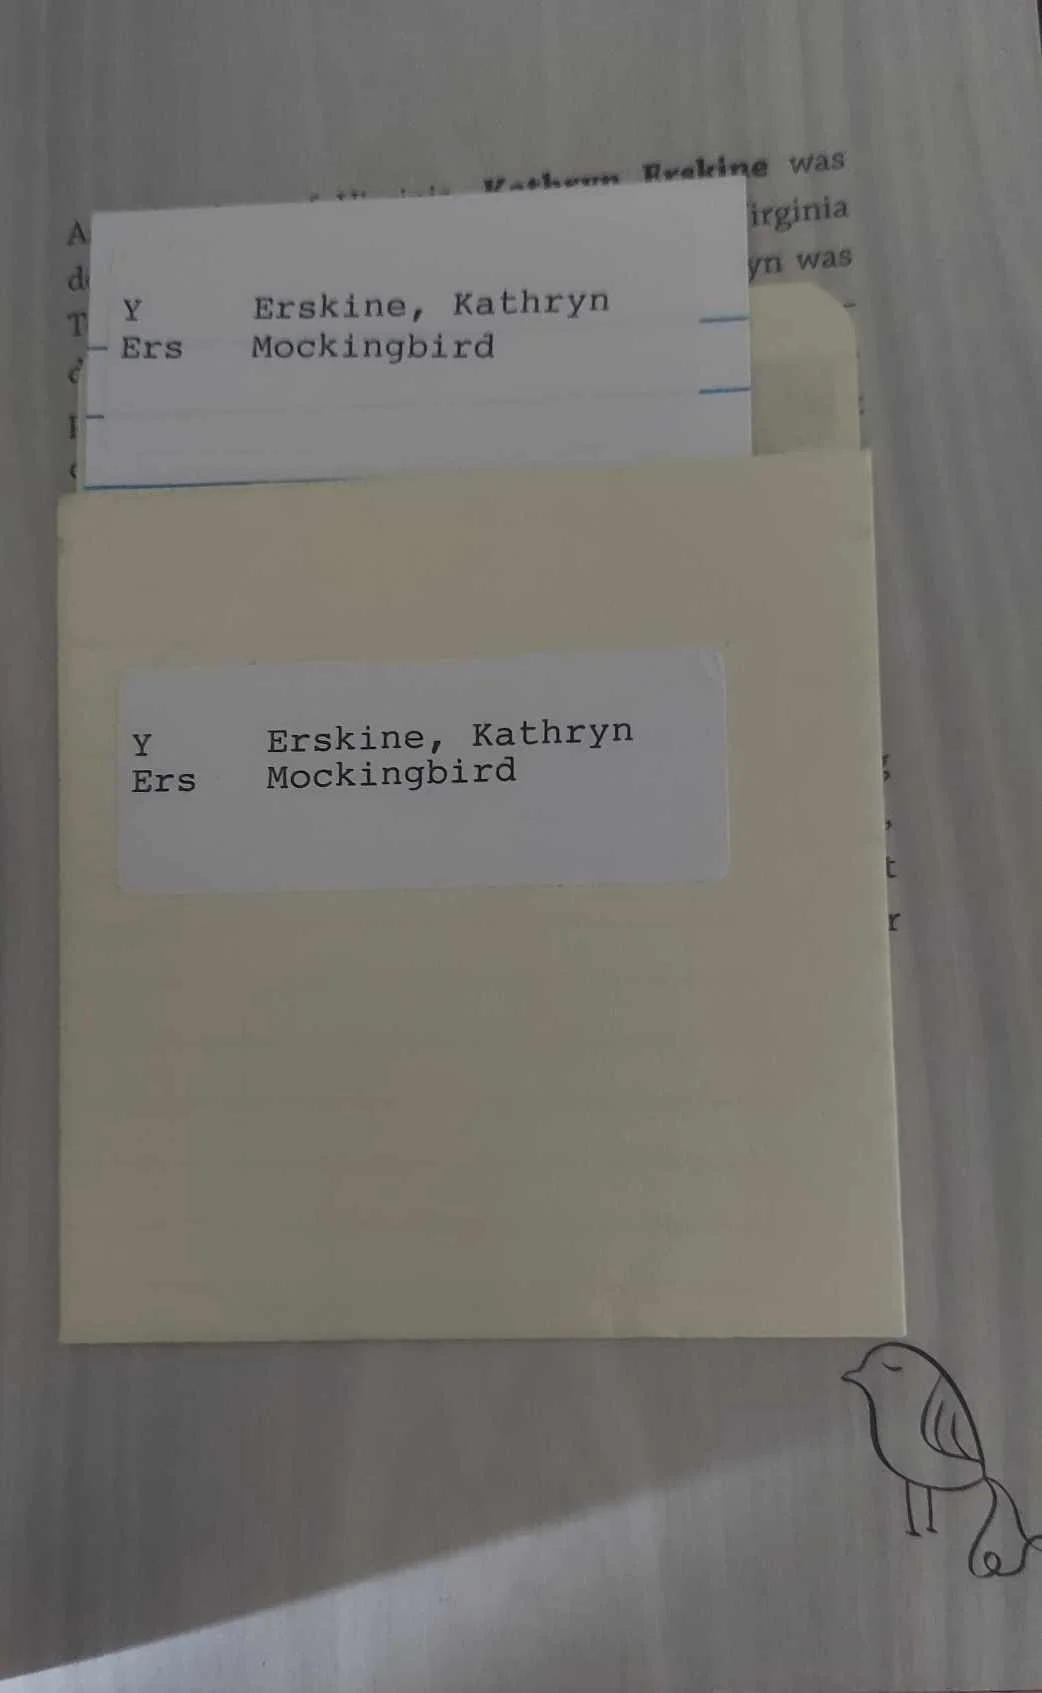 Kathryn Erskine was
A
irginia
d
yn was
T
Y Erskine, Kathryn
Ers Mockingbird
Y Erskine, Kathryn
Ers Mockingbird
,
t
r